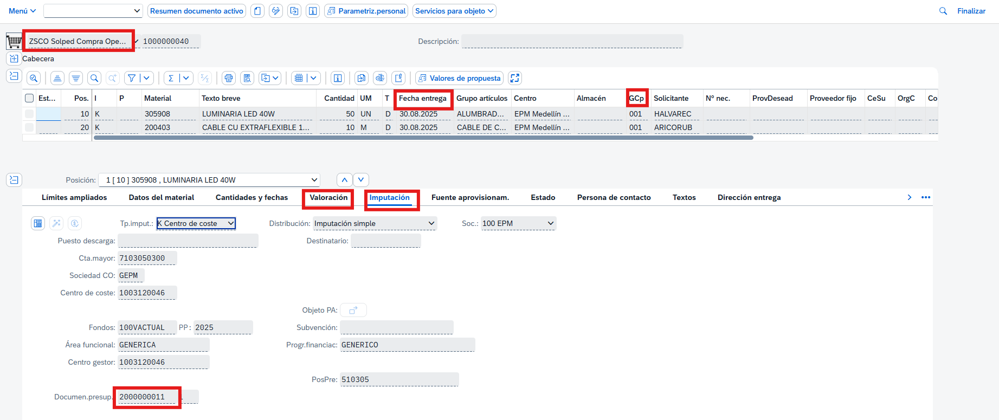 Menú Resumen documento activo Parametriz.personal Servicios para objeto Finalizar
ZSCO Solped Compra Ope... 1000000040 Descripción:
Cabecera
Valores de propuesta
Est... Pos. I P Material Texto breve Cantidad UM T Fecha entrega Grupo artículos Centro Almacén GCp Solicitante Nº nec. ProvDesead Proveedor fijo CeSu OrgC Co
10 K 305908 LUMINARIA LED 40W 50 UN D 30.08.2025 ALUMBRAD... EPM Medellín ... 001 HALVAREC
20 K 200403 CABLE CU EXTRAFLEXIBLE 1... 10 M D 30.08.2025 CABLE DE C... EPM Medellín ... 001 ARICORUB
Posición: 1 [ 10 ] 305908 , LUMINARIA LED 40W
Límites ampliados Datos del material Cantidades y fechas Valoración Imputación Fuente aprovisionam. Estado Persona de contacto Textos Dirección entrega
Tp.imput.: K Centro de coste Distribución: Imputación simple Soc.: 100 EPM
Puesto descarga: Destinatario:
Cta.mayor: 7103050300
Sociedad CO: GEPM
Centro de coste: 1003120046
Objeto PA:
Fondos: 100VACTUAL PP: 2025 Subvención:
Área funcional: GENERICA Progr.financiac: GENERICO
Centro gestor: 1003120046
PosPre: 510305
Documen.presup. 2000000011